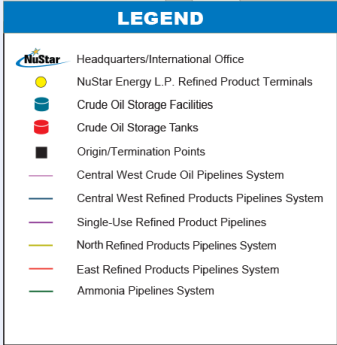 LEGEND
NuStar Headquarters/International Office
NuStar Energy L.P. Refined Product Terminals
Crude Oil Storage Facilities
Crude Oil Storage Tanks
Origin/Termination Points
Central West Crude Oil Pipelines System
Central West Refined Products Pipelines System
Single-Use Refined Product Pipelines
North Refined Products Pipelines System
East Refined Products Pipelines System
Ammonia Pipelines System